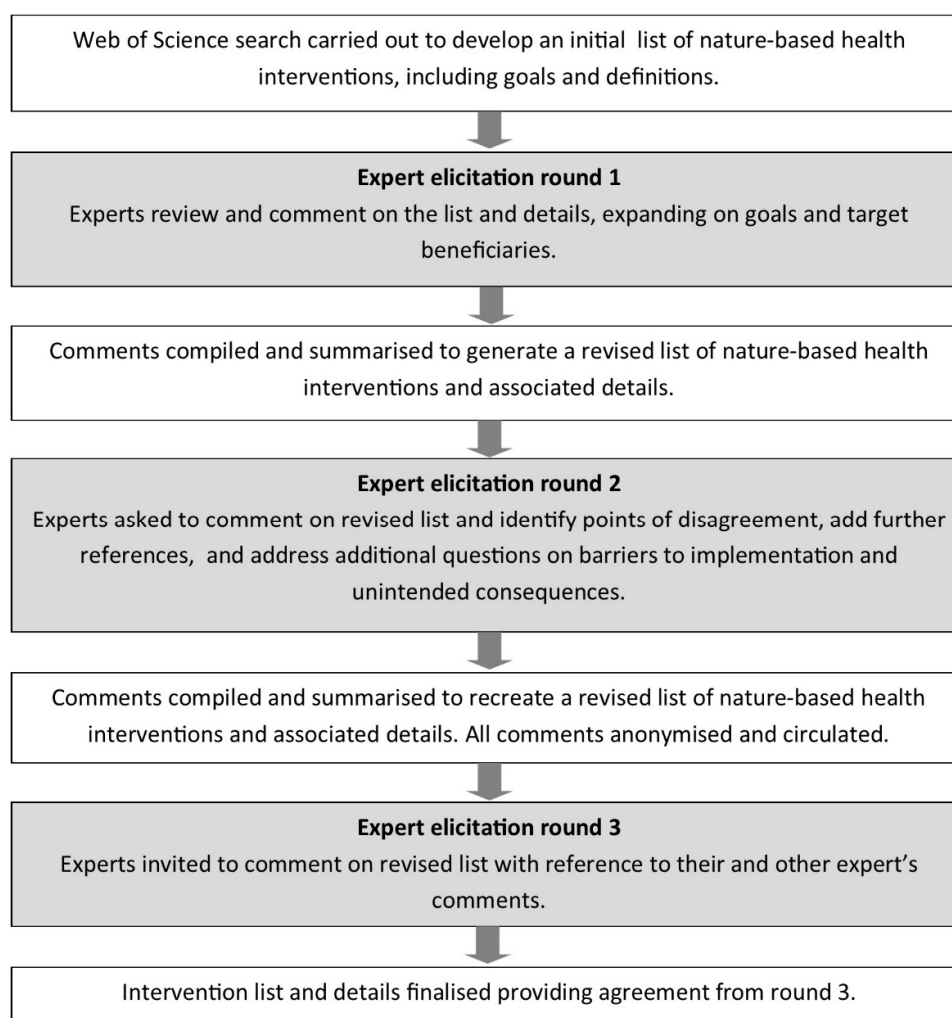 Web of Science search carried out to develop an initial list of nature-based health
interventions, including goals and definitions.
Expert elicitation round 1
Experts review and comment on the list and details, expanding on goals and target
beneficiaries.
Comments compiled and summarised to generate a revised list of nature-based health
interventions and associated details.
Expert elicitation round 2
Experts asked to comment on revised list and identify points of disagreement, add further
references, and address additional questions on barriers to implementation and
unintended consequences.
Comments compiled and summarised to recreate a revised list of nature-based health
interventions and associated details. All comments anonymised and circulated.
Expert elicitation round 3
Experts invited to comment on revised list with reference to their and other expert’s
comments.
Intervention list and details finalised providing agreement from round 3.